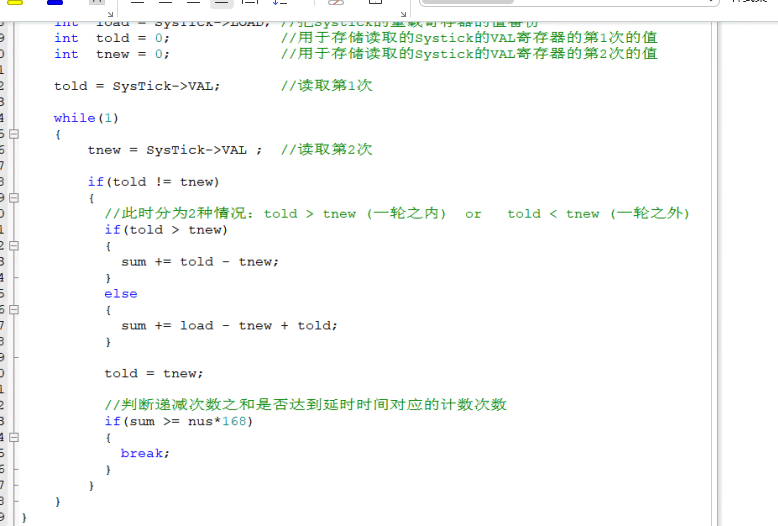 int load = SysTick->LOAD; //把Systick的重载寄存器的值备份
int told = 0; //用于存储读取的Systick的VAL寄存器的第1次的值
int tnew = 0; //用于存储读取的Systick的VAL寄存器的第2次的值
told = SysTick->VAL; //读取第1次
while(1)
{
tnew = SysTick->VAL ; //读取第2次
if(told != tnew)
{
//此时分为2种情况: told > tnew (一轮之内) or told < tnew (一轮之外)
if(told > tnew)
{
sum += told - tnew;
}
else
{
sum += load - tnew + told;
}
told = tnew;
//判断递减次数之和是否达到延时时间对应的计数次数
if(sum >= nus*168)
{
break;
}
}
}
}